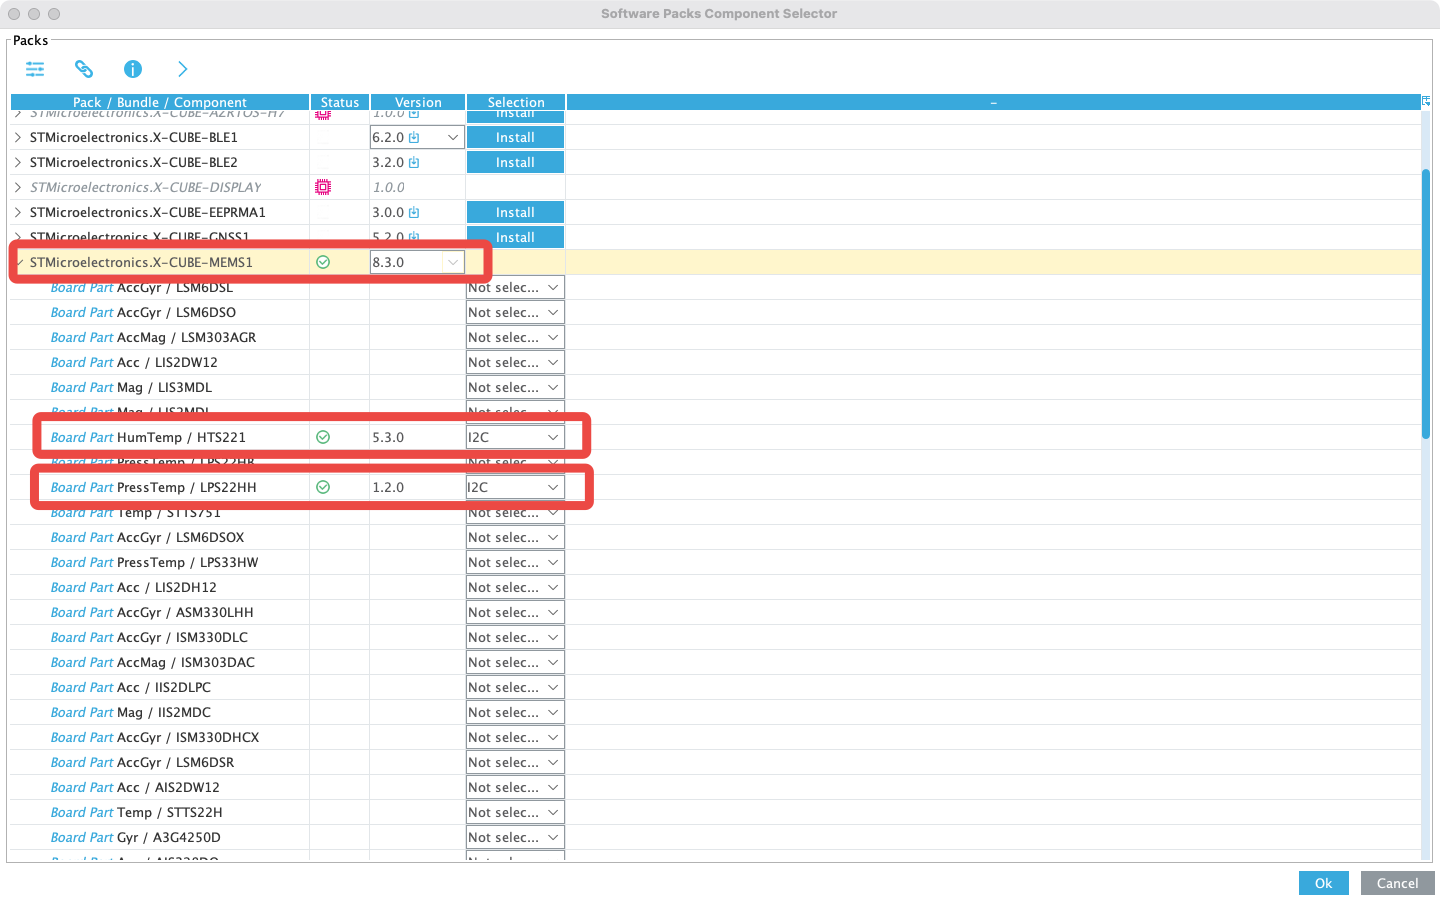 Software Packs Component Selector
Packs
Pack / Bundle / Component Status Version Selection –
STMicroelectronics.X-CUBE-AZRTOS-H7 1.0.0 Install
STMicroelectronics.X-CUBE-BLE1 6.2.0 Install
STMicroelectronics.X-CUBE-BLE2 3.2.0 Install
STMicroelectronics.X-CUBE-DISPLAY 1.0.0
STMicroelectronics.X-CUBE-EEPRMA1 3.0.0 Install
STMicroelectronics.X-CUBE-GNSS1 5.2.0 Install
STMicroelectronics.X-CUBE-MEMS1 8.3.0
Board Part AccGyr / LSM6DSL Not selec...
Board Part AccGyr / LSM6DSO Not selec...
Board Part AccMag / LSM303AGR Not selec...
Board Part Acc / LIS2DW12 Not selec...
Board Part Mag / LIS3MDL Not selec...
Board Part Mag / LIS2MDL Not selec...
Board Part HumTemp / HTS221 5.3.0 I2C
Board Part PressTemp / LPS22HB Not selec...
Board Part PressTemp / LPS22HH 1.2.0 I2C
Board Part Temp / STTS751 Not selec...
Board Part AccGyr / LSM6DSOX Not selec...
Board Part PressTemp / LPS33HW Not selec...
Board Part Acc / LIS2DH12 Not selec...
Board Part AccGyr / ASM330LHH Not selec...
Board Part AccGyr / ISM330DLC Not selec...
Board Part AccMag / ISM303DAC Not selec...
Board Part Acc / IIS2DLPC Not selec...
Board Part Mag / IIS2MDC Not selec...
Board Part AccGyr / ISM330DHCX Not selec...
Board Part AccGyr / LSM6DSR Not selec...
Board Part Acc / AIS2DW12 Not selec...
Board Part Temp / STTS22H Not selec...
Board Part Gyr / A3G4250D Not selec...
Board Part Acc / AIS328DQ Not selec...
Ok Cancel